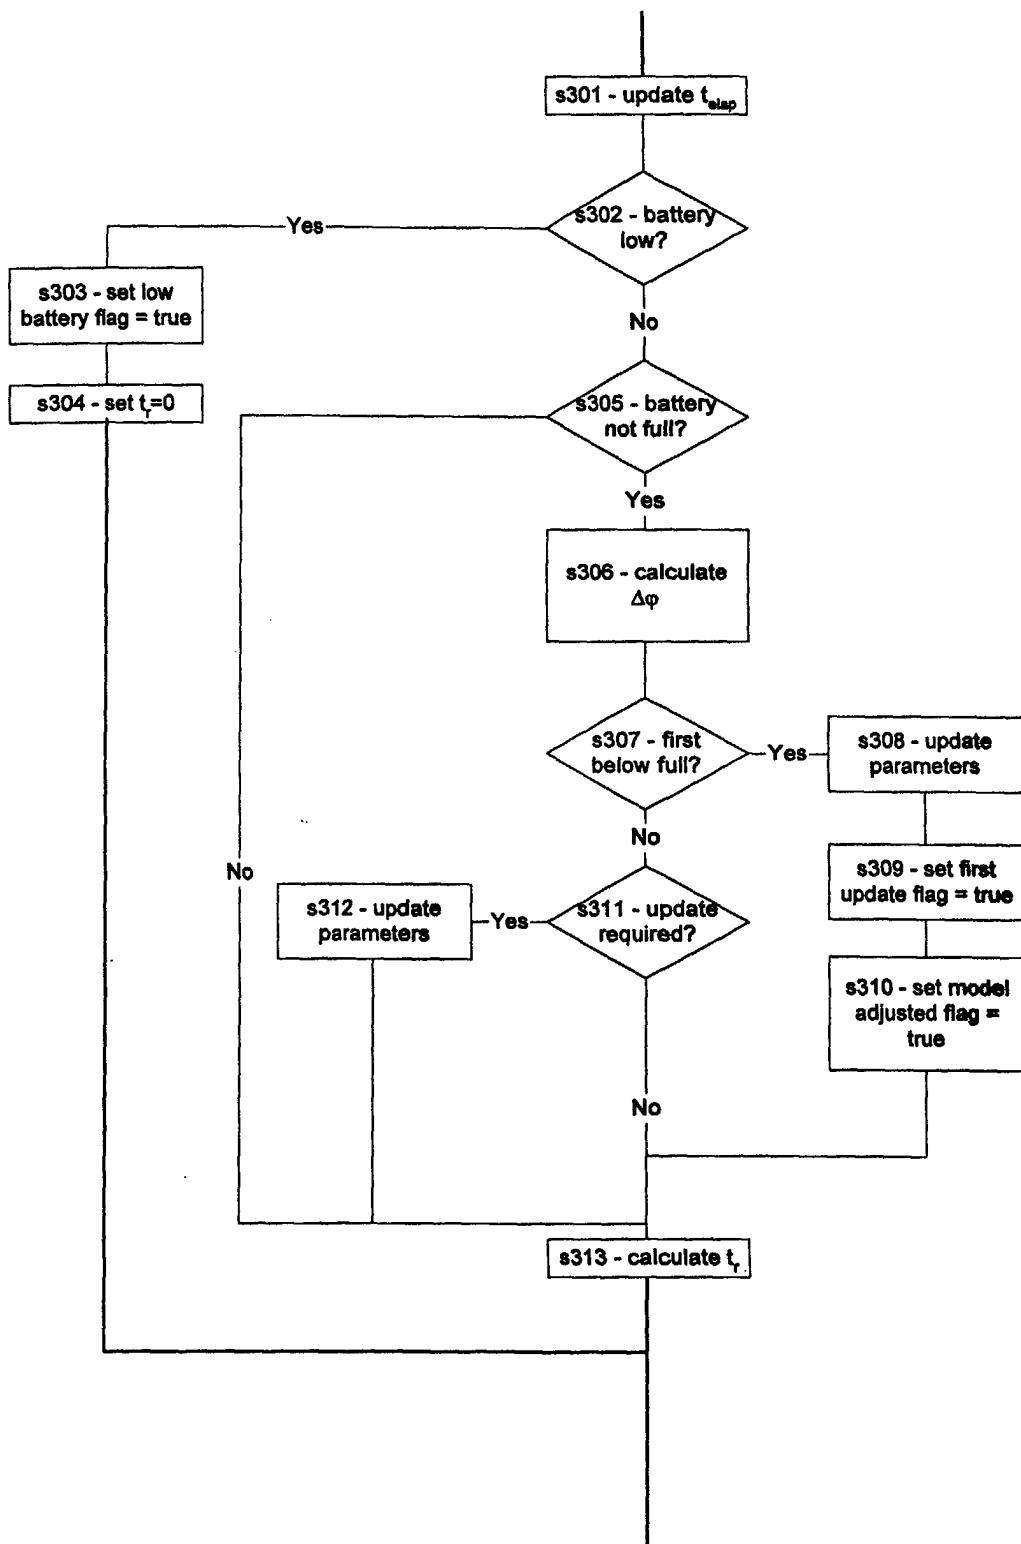 s301 - update t_elap
s302 - battery
low?
Yes
s303 - set low
battery flag = true
No
s304 - set t_r=0
s305 - battery
not full?
Yes
s306 - calculate
Δφ
s307 - first
below full?
Yes
s308 - update
parameters
No
No
s309 - set first
update flag = true
s312 - update
parameters
Yes
s311 - update
required?
s310 - set model
adjusted flag =
true
No
s313 - calculate t_r